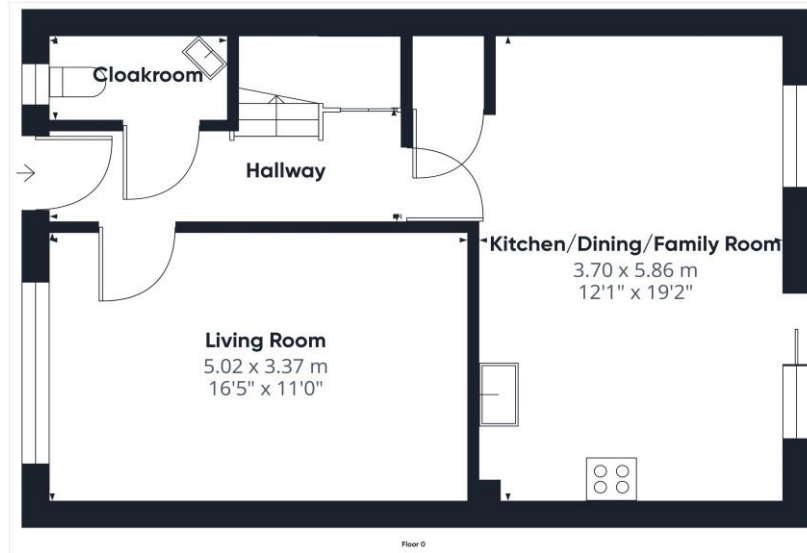 Cloakroom
Hallway
Kitchen/Dining/Family Room
3.70 x 5.86 m
12'1" x 19'2"
Living Room
5.02 x 3.37 m
16'5" x 11'0"
Floor 0